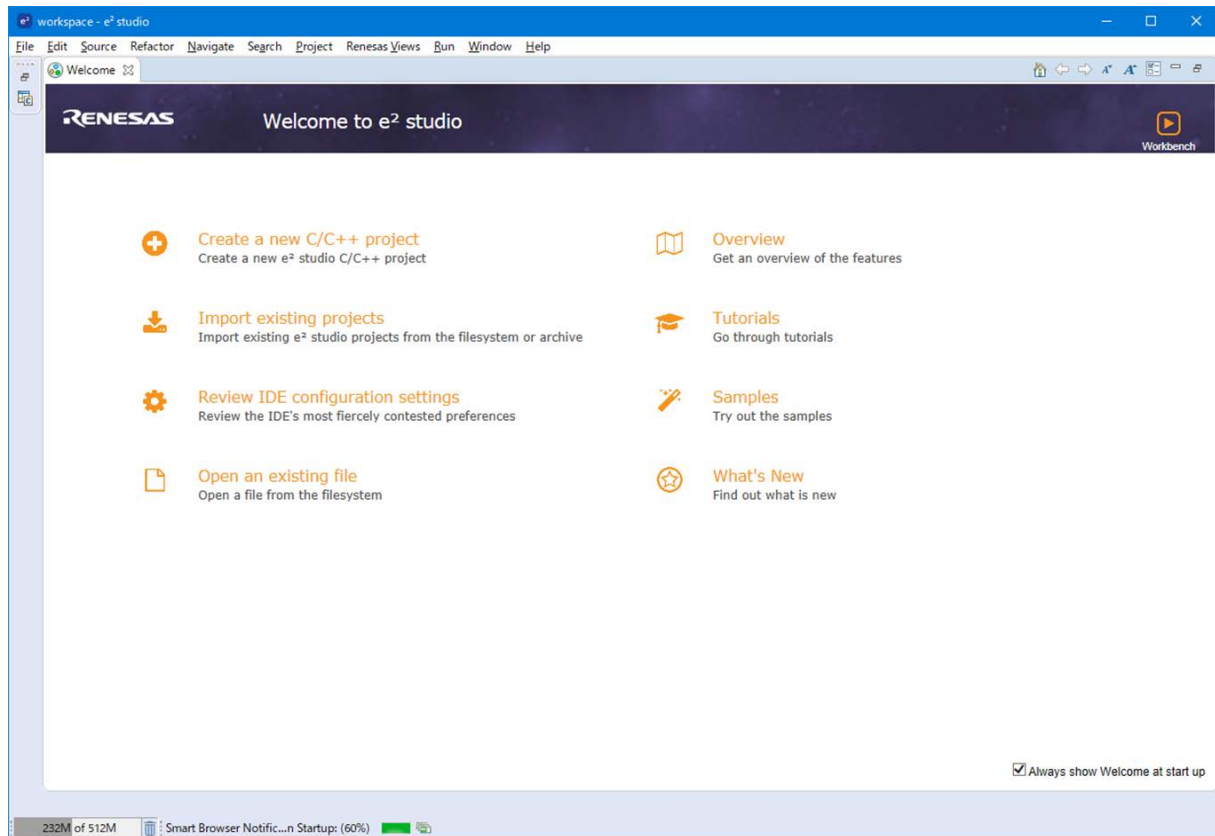 workspace - e² studio
File Edit Source Refactor Navigate Search Project Renesas Views Run Window Help
Welcome
RENESAS
Welcome to e² studio
Workbench
Create a new C/C++ project
Create a new e² studio C/C++ project
Overview
Get an overview of the features
Import existing projects
Import existing e² studio projects from the filesystem or archive
Tutorials
Go through tutorials
Review IDE configuration settings
Review the IDE's most fiercely contested preferences
Samples
Try out the samples
Open an existing file
Open a file from the filesystem
What's New
Find out what is new
Always show Welcome at start up
232M of 512M
Smart Browser Notific...n Startup: (60%)